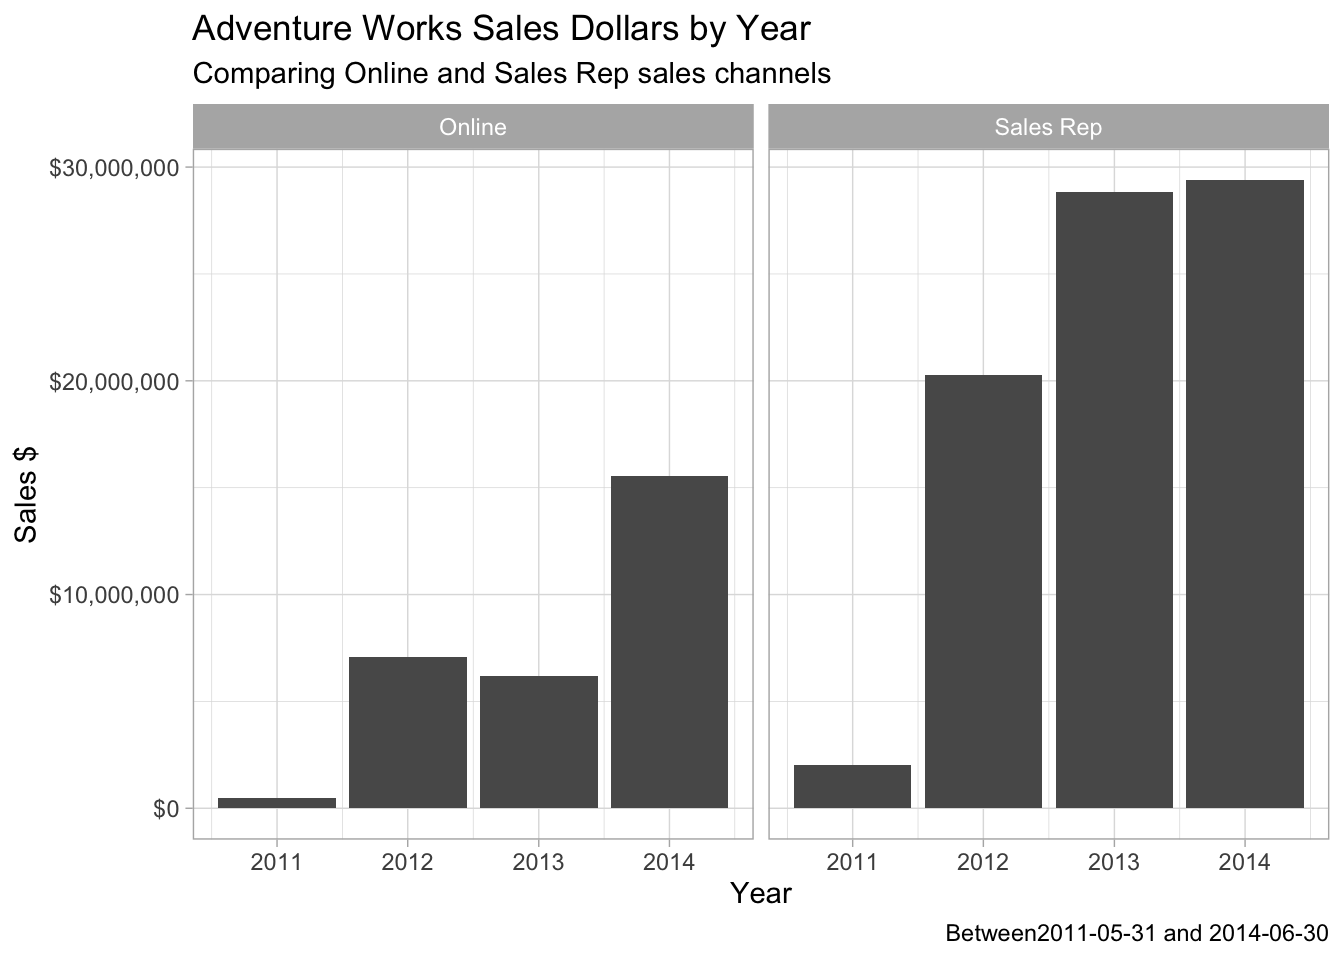 Adventure Works Sales Dollars by Year
Comparing Online and Sales Rep sales channels
Online
Sales Rep
$30,000,000
$20,000,000
$10,000,000
$0
Sales $
2011 2012 2013 2014
2011 2012 2013 2014
Year
Between2011-05-31 and 2014-06-30